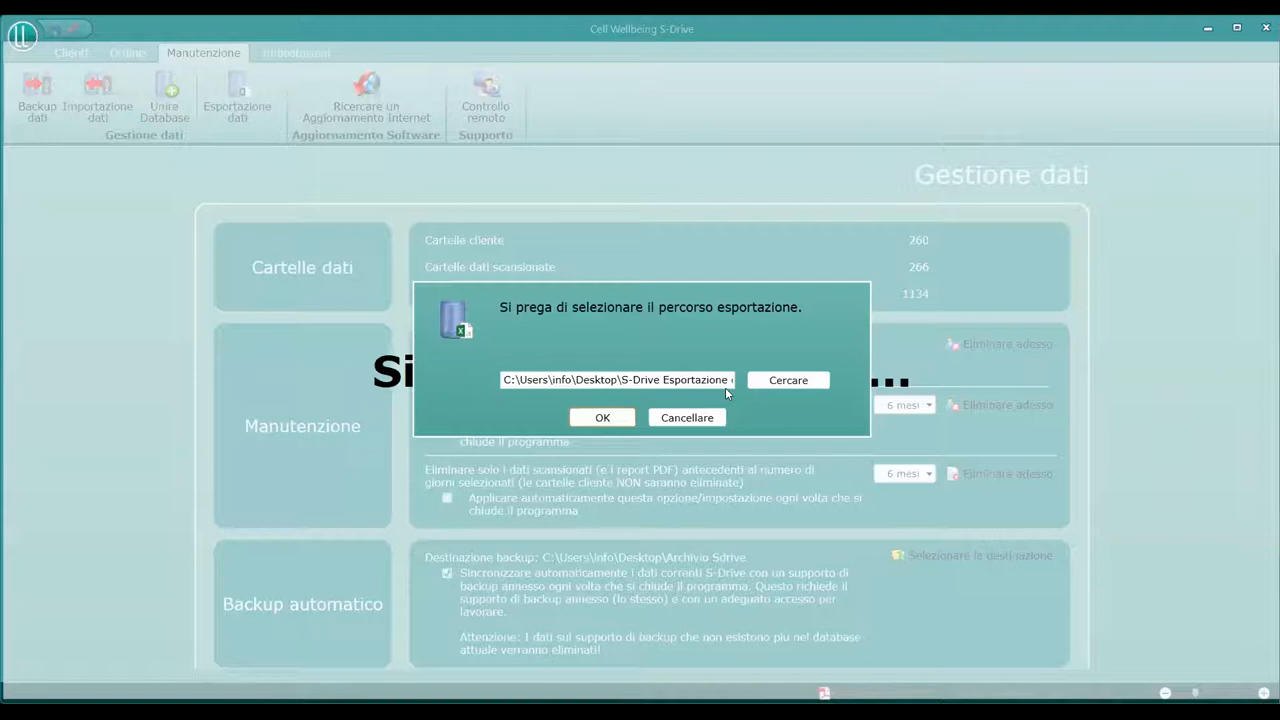 Cell Wellbeing S-Drive
Clienti
Manutenzione
Impostazioni
Backup dati
Importazione dati
Unire Database
Esportazione dati
Ricercare un Aggiornamento Internet
Controllo remoto
Gestione dati
Aggiornamento Software
Supporto
Gestione dati
Cartelle dati
Cartelle cliente
260
Cartelle dati scansionate
266
1134
Si prega di selezionare il percorso esportazione.
C:\Users\info\Desktop\S-Drive Esportazione
Cercare
OK
Cancellare
Si
...
Manutenzione
Eliminare adesso
6 mesi
Eliminare adesso
chiude il programma
Eliminare solo i dati scansionati (e i report PDF) antecedenti al numero di
giorni selezionati (le cartelle cliente NON saranno eliminate)
6 mesi
Eliminare adesso
Applicare automaticamente questa opzione/impostazione ogni volta che si
chiude il programma
Backup automatico
Destinazione backup: C:\Users\info\Desktop\Archivio Sdrive
Selezionare la destinazione
Sincronizzare automaticamente i dati correnti S-Drive con un supporto di
backup annesso ogni volta che si chiude il programma. Questo richiede il
supporto di backup annesso (lo stesso) e con un adeguato accesso per
lavorare.
Attenzione: I dati sul supporto di backup che non esistono piu nel database
attuale verranno eliminati!